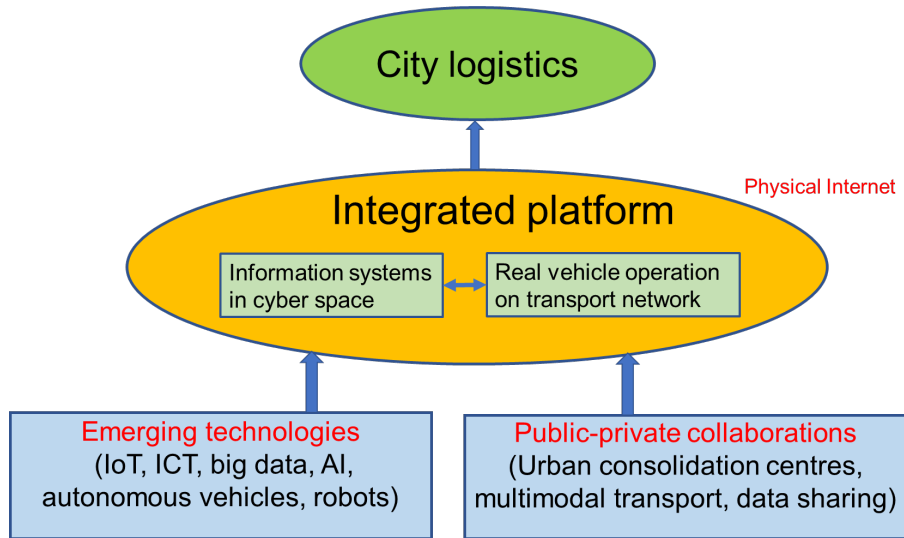 City logistics
Physical Internet
Integrated platform
Information systems
in cyber space
Real vehicle operation
on transport network
Emerging technologies
(IoT, ICT, big data, AI,
autonomous vehicles, robots)
Public-private collaborations
(Urban consolidation centres,
multimodal transport, data sharing)